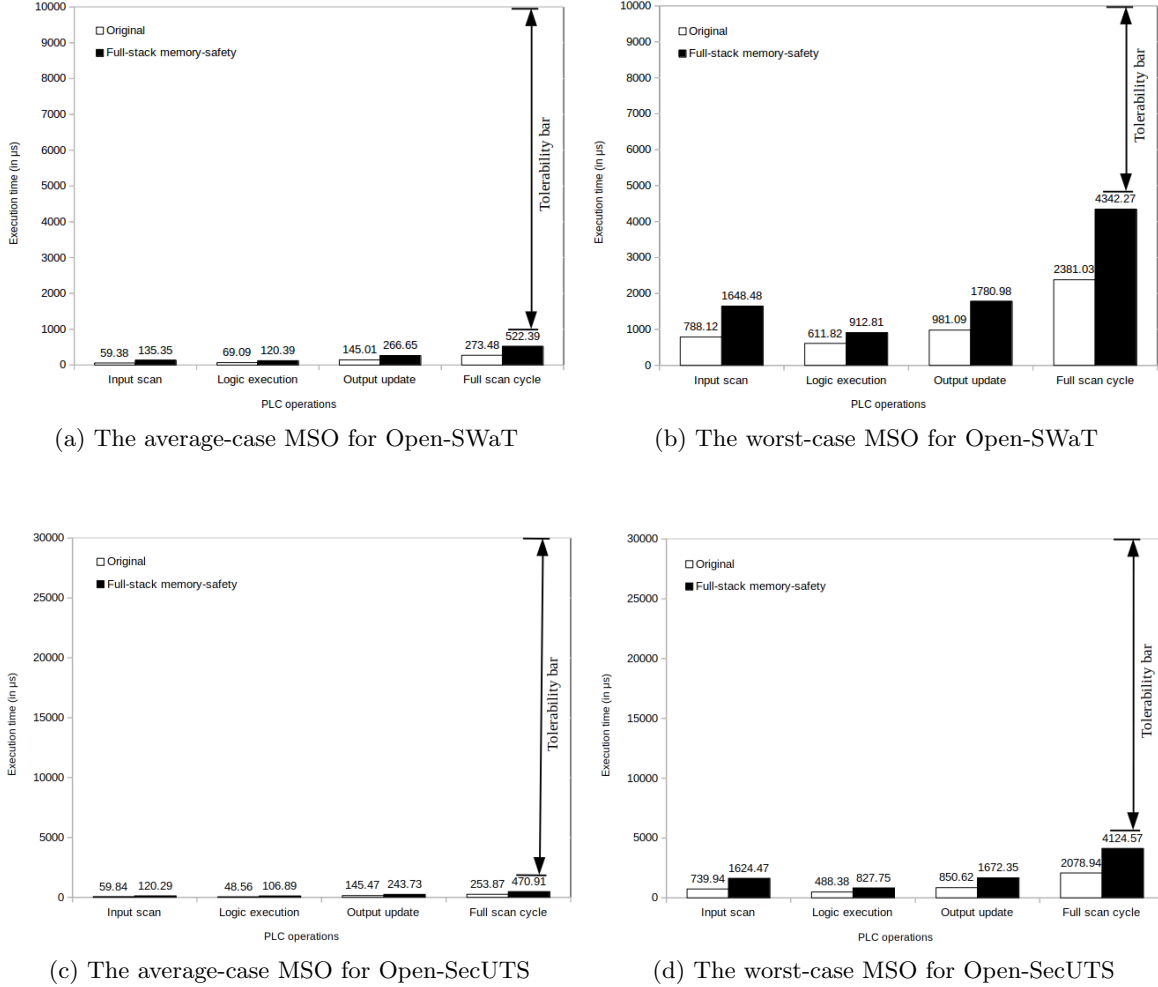 10000
9000
8000
7000
6000
5000
4000
3000
2000
1000
0
Execution time (in µs)
Original
Full-stack memory-safety
Tolerability bar
59.38 135.35 69.09 120.39 145.01 266.65 273.48 522.39
Input scan Logic execution Output update Full scan cycle
PLC operations
(a) The average-case MSO for Open-SWaT
10000
9000
8000
7000
6000
5000
4000
3000
2000
1000
0
Execution time (in µs)
Original
Full-stack memory-safety
Tolerability bar
788.12 1648.48 611.82 912.81 981.09 1780.98 2381.03 4342.27
Input scan Logic execution Output update Full scan cycle
PLC operations
(b) The worst-case MSO for Open-SWaT
30000
25000
20000
15000
10000
5000
0
Execution time (in µs)
Original
Full-stack memory-safety
Tolerability bar
59.84 120.29 48.56 106.89 145.47 243.73 253.87 470.91
Input scan Logic execution Output update Full scan cycle
PLC operations
(c) The average-case MSO for Open-SecUTS
30000
25000
20000
15000
10000
5000
0
Execution time (in µs)
Original
Full-stack memory-safety
Tolerability bar
739.94 1624.47 488.38 827.75 850.62 1672.35 2078.94 4124.57
Input scan Logic execution Output update Full scan cycle
PLC operations
(d) The worst-case MSO for Open-SecUTS